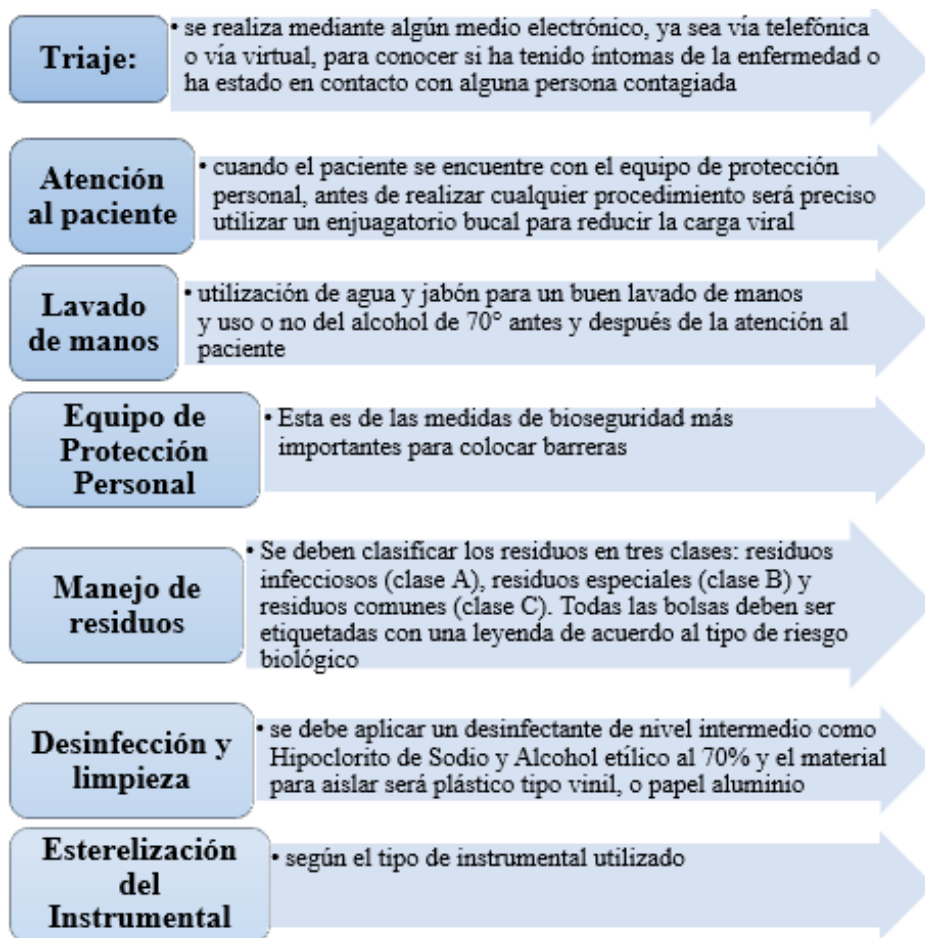 Triaje:
• se realiza mediante algún medio electrónico, ya sea vía telefónica
o vía virtual, para conocer si ha tenido íntomas de la enfermedad o
ha estado en contacto con alguna persona contagiada
Atención
al paciente
• cuando el paciente se encuentre con el equipo de protección
personal, antes de realizar cualquier procedimiento será preciso
utilizar un enjuagatorio bucal para reducir la carga viral
Lavado
de manos
• utilización de agua y jabón para un buen lavado de manos
y uso o no del alcohol de 70° antes y después de la atención al
paciente
Equipo de
Protección
Personal
• Esta es de las medidas de bioseguridad más
importantes para colocar barreras
Manejo de
residuos
• Se deben clasificar los residuos en tres clases: residuos
infecciosos (clase A), residuos especiales (clase B) y
residuos comunes (clase C). Todas las bolsas deben ser
etiquetadas con una leyenda de acuerdo al tipo de riesgo
biológico
Desinfección y
limpieza
• se debe aplicar un desinfectante de nivel intermedio como
Hipoclorito de Sodio y Alcohol etílico al 70% y el material
para aislar será plástico tipo vinil, o papel aluminio
Esterelización
del
Instrumental
• según el tipo de instrumental utilizado